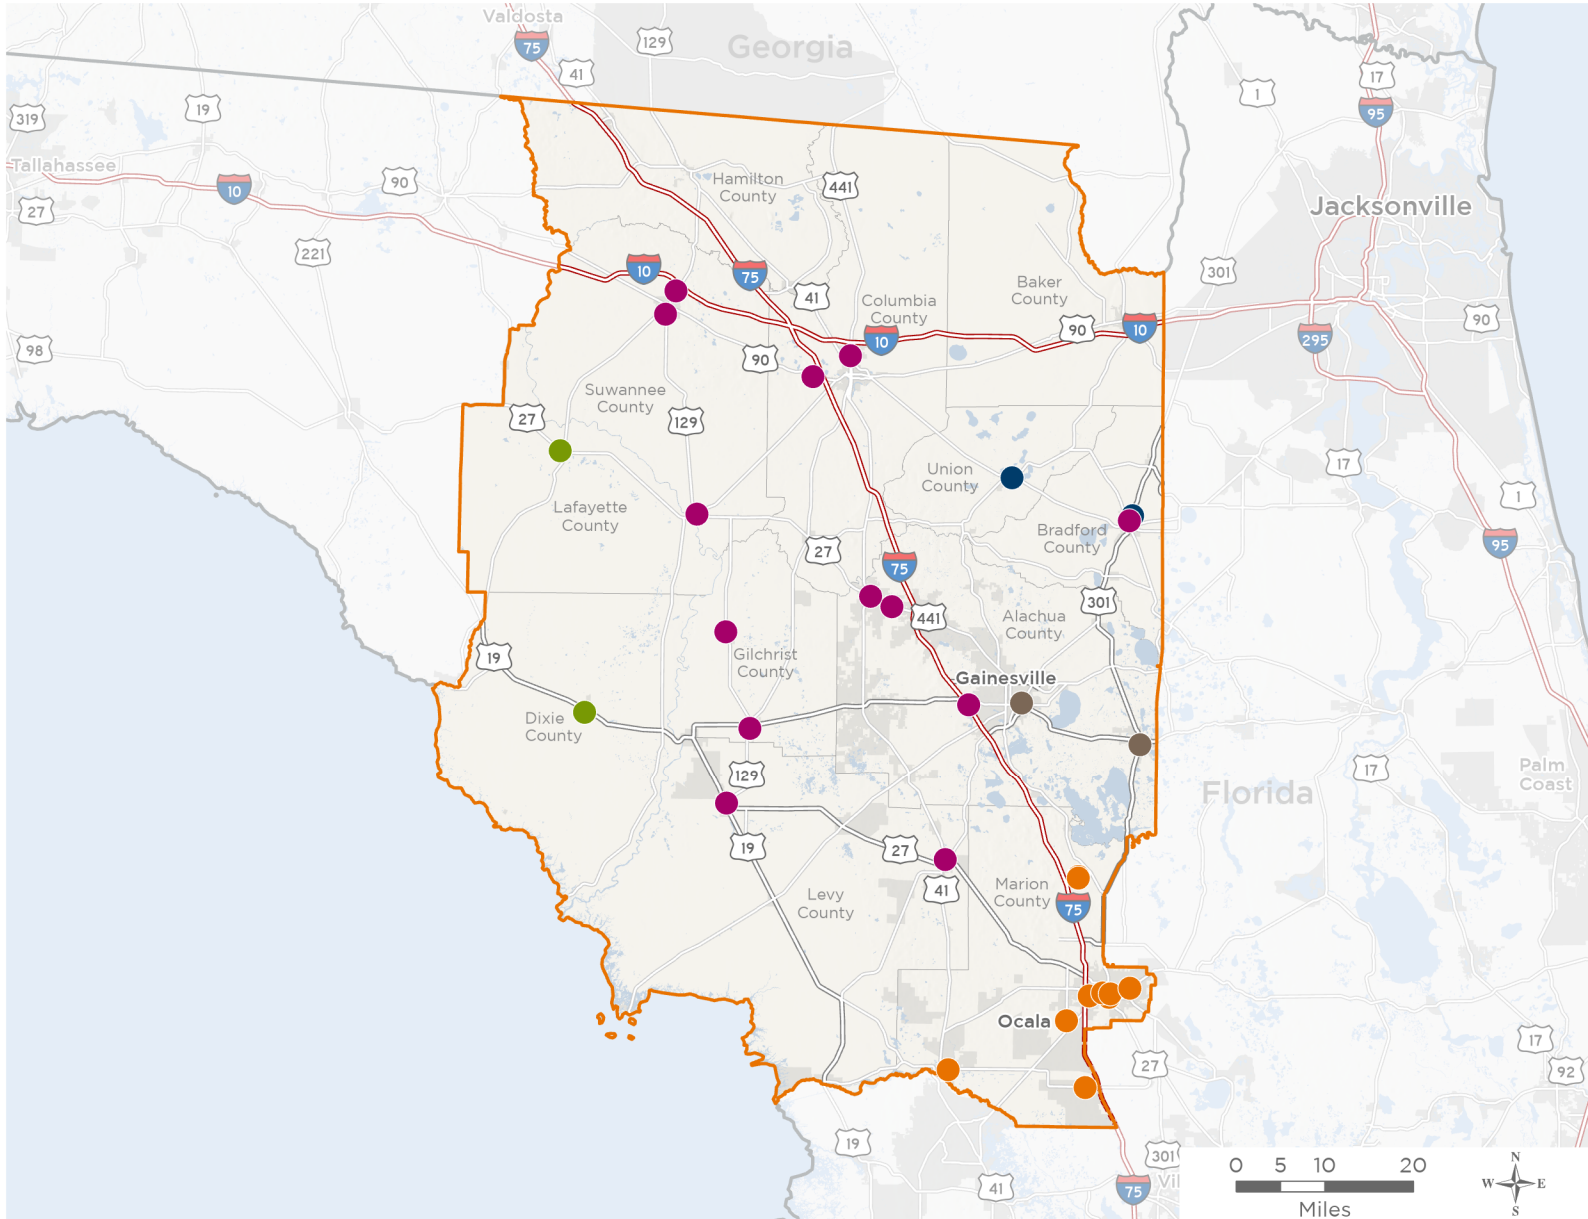 Valdosta
75
129
Georgia
41
17
1
95
319
19
Tallahassee
10
90
27
221
Hamilton
County
441
Jacksonville
301
10
75
41
Columbia
County
Baker
County
90
10
10
295
90
98
90
Suwannee
County
27
129
Union
County
17
1
Lafayette
County
Bradford
County
27
75
95
301
441
Alachua
County
19
Gilchrist
County
Gainesville
Dixie
County
129
17
Palm
Coast
Florida
19
27
41
Levy
County
Marion
County
75
Ocala
17
27
92
19
301
41
75
Vil
0 5 10 20
Miles
N
W E
S